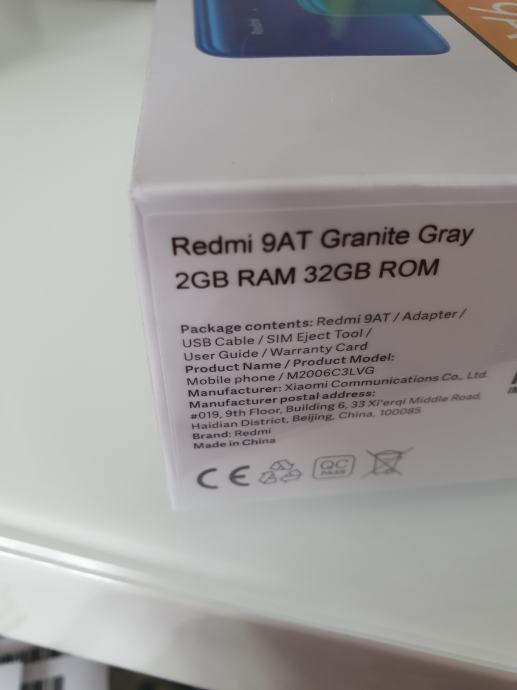 Redmi
Redmi 9AT Granite Gray
2GB RAM 32GB ROM
Package contents: Redmi 9AT / Adapter /
USB Cable / SIM Eject Tool /
User Guide / Warranty Card
Product Name / Product Model:
Mobile phone / M2006C3LVG
Manufacturer: Xiaomi Communications Co., Ltd.
Manufacturer postal address:
#019, 9th Floor, Building 6, 33 Xi'erqi Middle Road,
Haidian District, Beijing, China, 100085
Brand: Redmi
Made in China
CE
QC
PASS